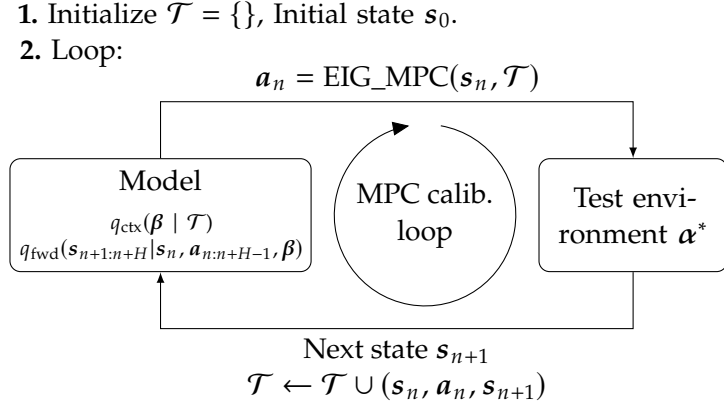 1. Initialize 𝒯 = {}, Initial state s₀.
2. Loop:
aₙ = EIG_MPC(sₙ, 𝒯)
Model
q_ctx(β | 𝒯)
q_fwd(sₙ₊₁:ₙ₊H|sₙ, aₙ:ₙ₊H₋₁, β)
MPC calib.
loop
Test envi-
ronment α*
Next state sₙ₊₁
𝒯 ← 𝒯 ∪ (sₙ, aₙ, sₙ₊₁)